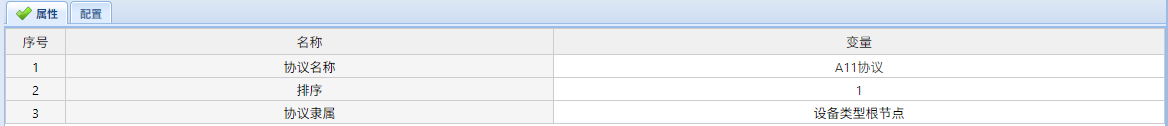 属性 配置
序号 名称 变量
1 协议名称 A11协议
2 排序 1
3 协议隶属 设备类型根节点